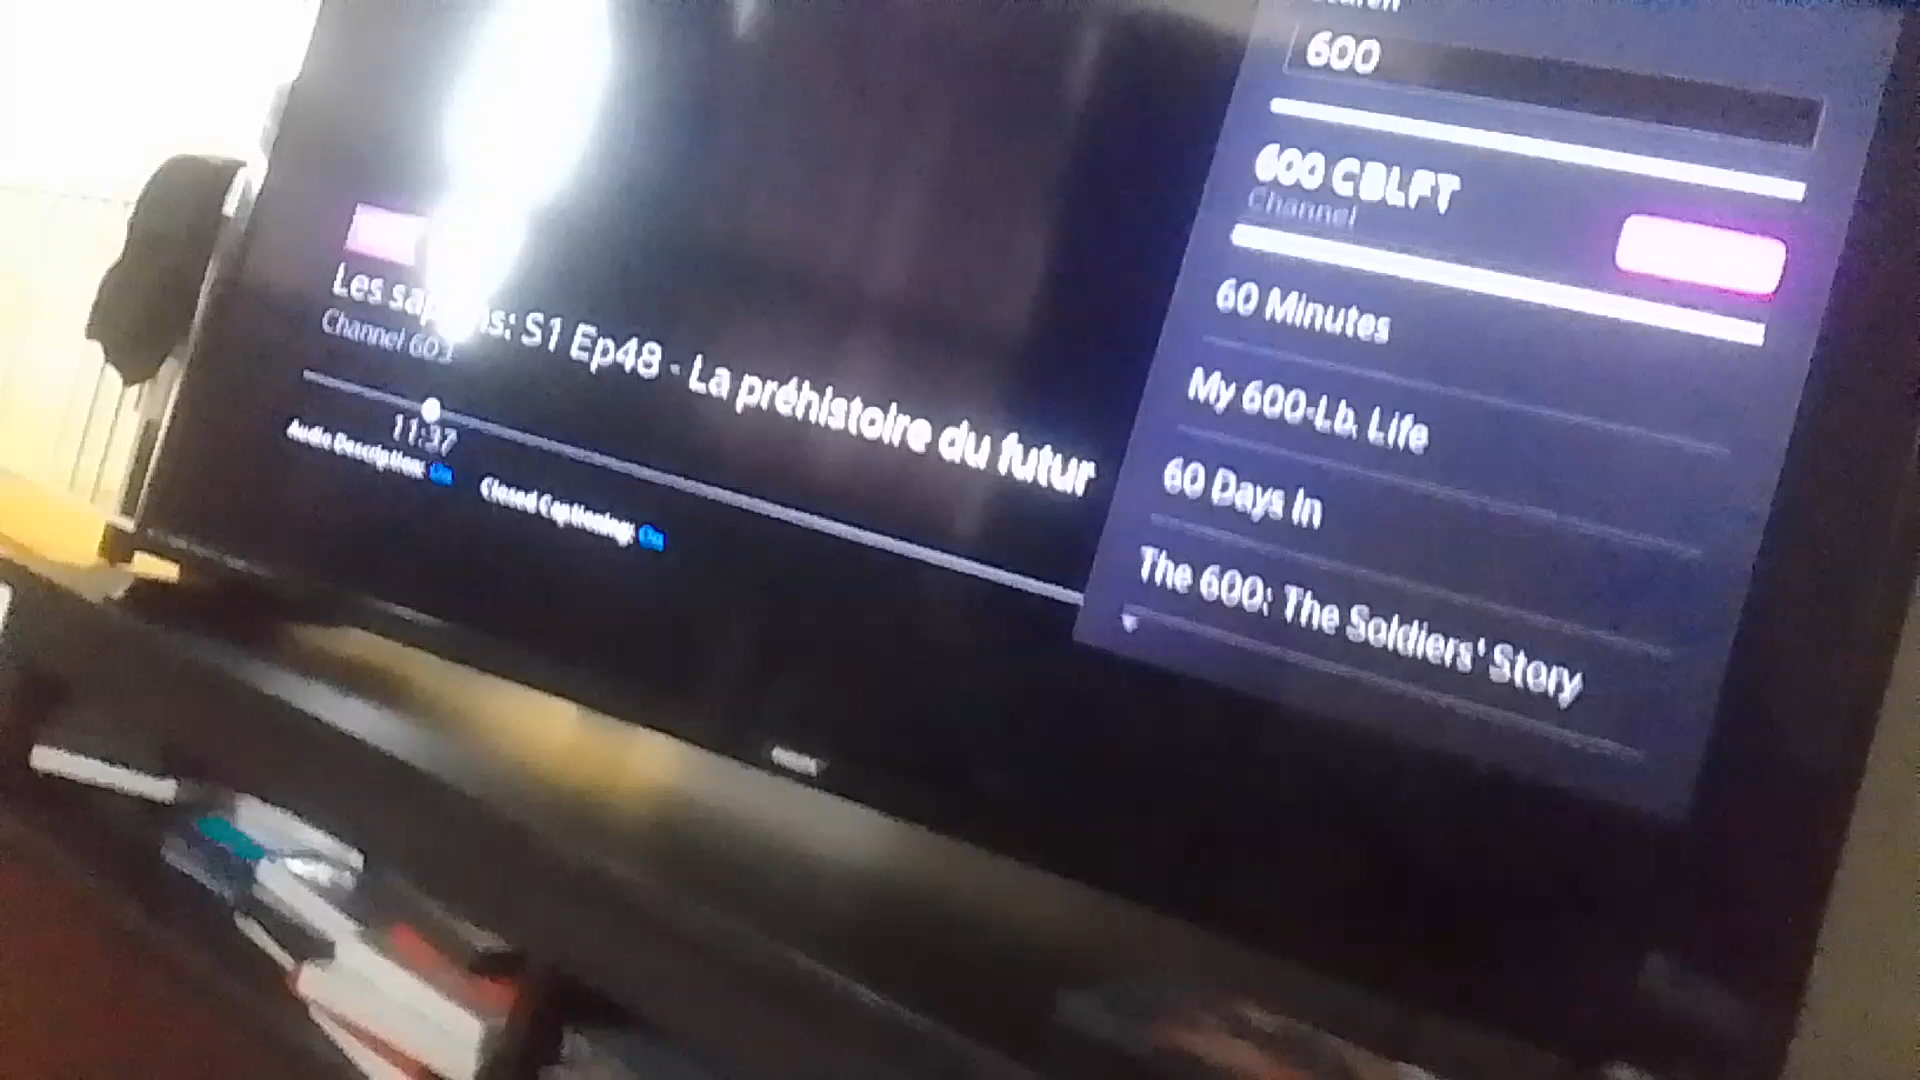 600
600 CBLFT
Channel
60 Minutes
My 600-Lb. Life
60 Days In
The 600: The Soldiers' Story
Les s: S1 Ep48 - La préhistoire du futur
Channel 603
11:37
Audio Description: On Closed Captioning: On